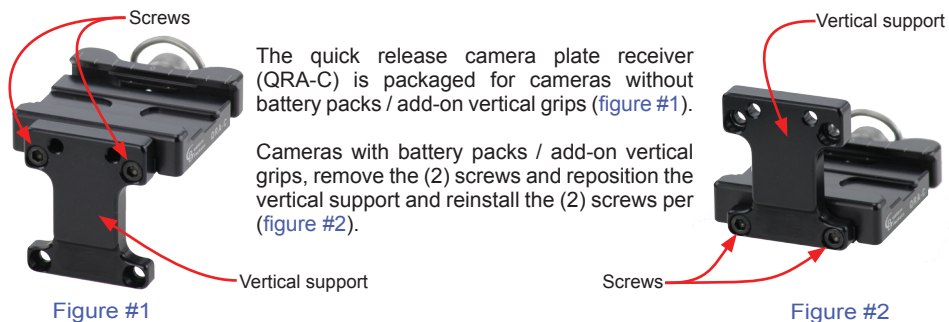 Screws
The quick release camera plate receiver
(QRA-C) is packaged for cameras without
battery packs / add-on vertical grips (figure #1).
Cameras with battery packs / add-on vertical
grips, remove the (2) screws and reposition the
vertical support and reinstall the (2) screws per
(figure #2).
Vertical support
Figure #1
Vertical support
Screws
Figure #2
QRA-C
QRA-C